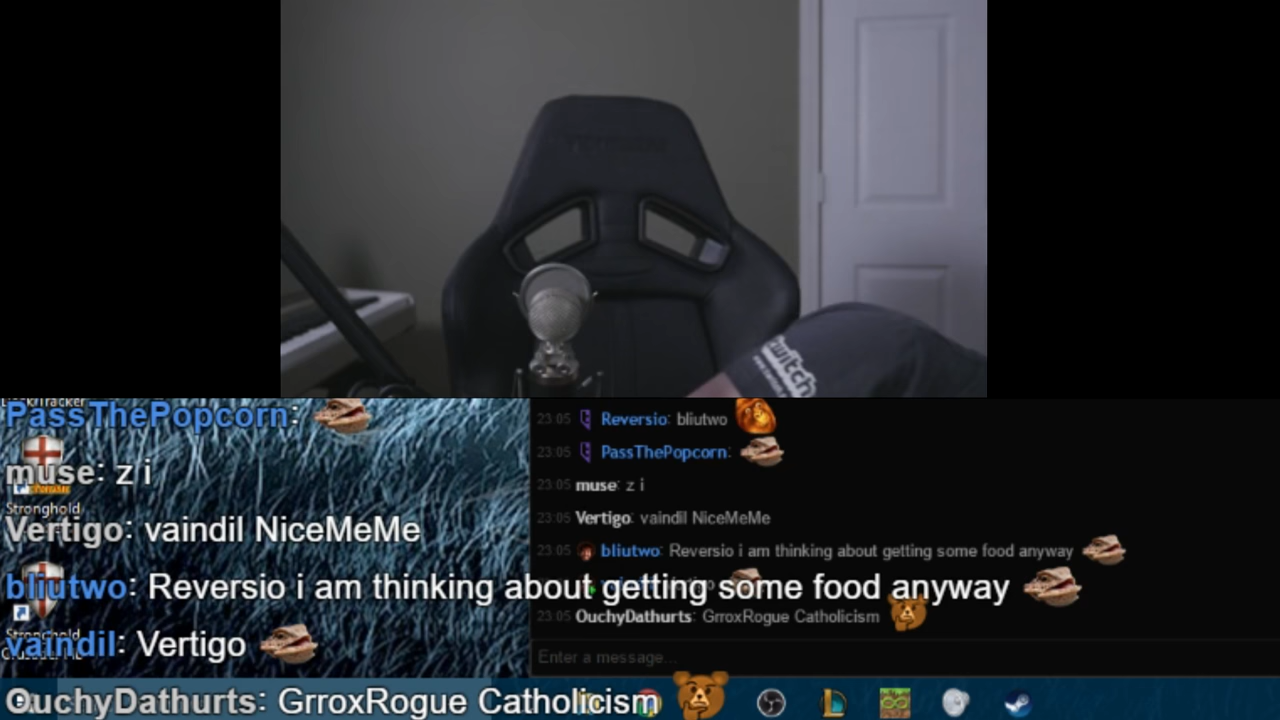 twitch
PassThePopcorn:
muse: z i
Stronghold
Vertigo: vaindil NiceMeMe
bliutwo: Reversio i am thinking about getting some food anyway
Stronghold
vaindil: Vertigo
OuchyDathurts: GrroxRogue Catholicism
23:05 Reversio: bliutwo
23:05 PassThePopcorn:
23:05 muse: z i
23:05 Vertigo: vaindil NiceMeMe
23:05 bliutwo: Reversio i am thinking about getting some food anyway
23:05 OuchyDathurts: GrroxRogue Catholicism
Enter a message...